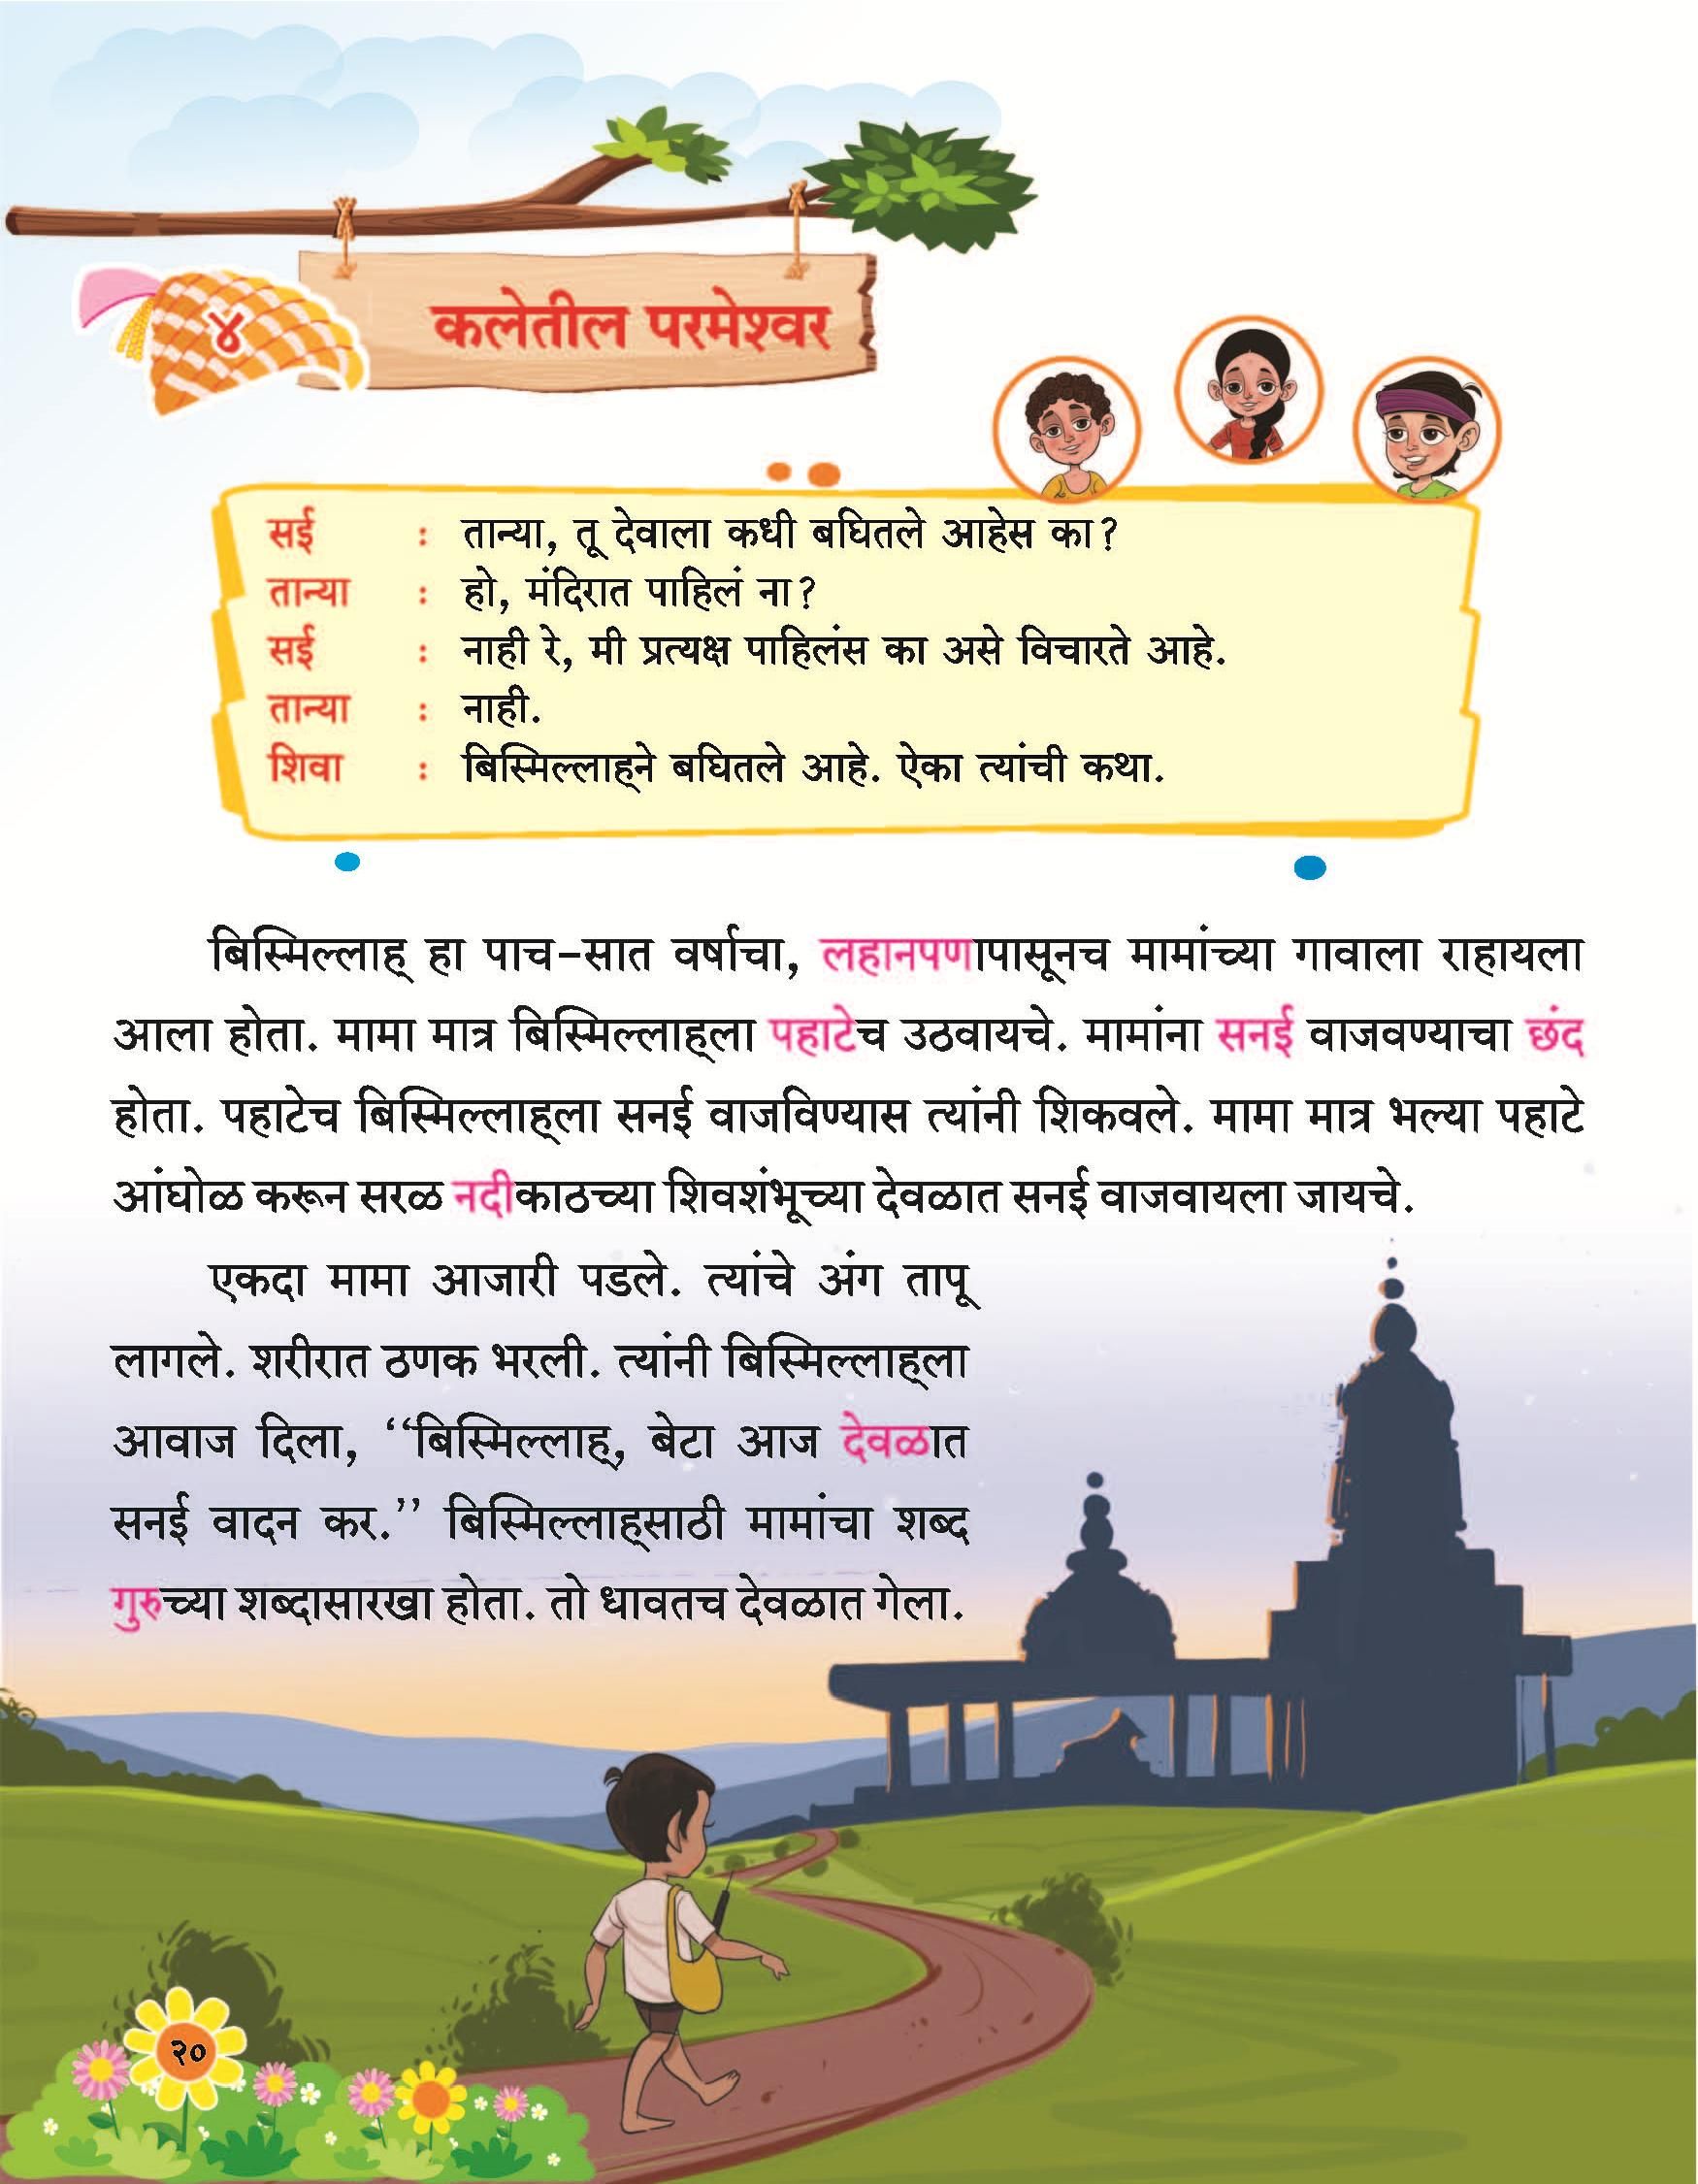 ४
कलेतील परमेश्वर
सई : तान्या, तू देवाला कधी बघितले आहेस का?
तान्या : हो, मंदिरात पाहिलं ना?
सई : नाही रे, मी प्रत्यक्ष पाहिलंस का असे विचारते आहे.
तान्या : नाही.
शिवा : बिस्मिल्लाह्‌ने बघितले आहे. ऐका त्यांची कथा.
बिस्मिल्लाह् हा पाच-सात वर्षाचा, लहानपणापासूनच मामांच्या गावाला राहायला
आला होता. मामा मात्र बिस्मिल्लाह्‌ला पहाटेच उठवायचे. मामांना सनई वाजवण्याचा छंद
होता. पहाटेच बिस्मिल्लाह्‌ला सनई वाजविण्यास त्यांनी शिकवले. मामा मात्र भल्या पहाटे
आंघोळ करून सरळ नदीकाठच्या शिवशंभूच्या देवळात सनई वाजवायला जायचे.
एकदा मामा आजारी पडले. त्यांचे अंग तापू
लागले. शरीरात ठणक भरली. त्यांनी बिस्मिल्लाह्‌ला
आवाज दिला, ‘‘बिस्मिल्लाह्, बेटा आज देवळात
सनई वादन कर.’’ बिस्मिल्लाह्‌साठी मामांचा शब्द
गुरुच्या शब्दासारखा होता. तो धावतच देवळात गेला.
२०